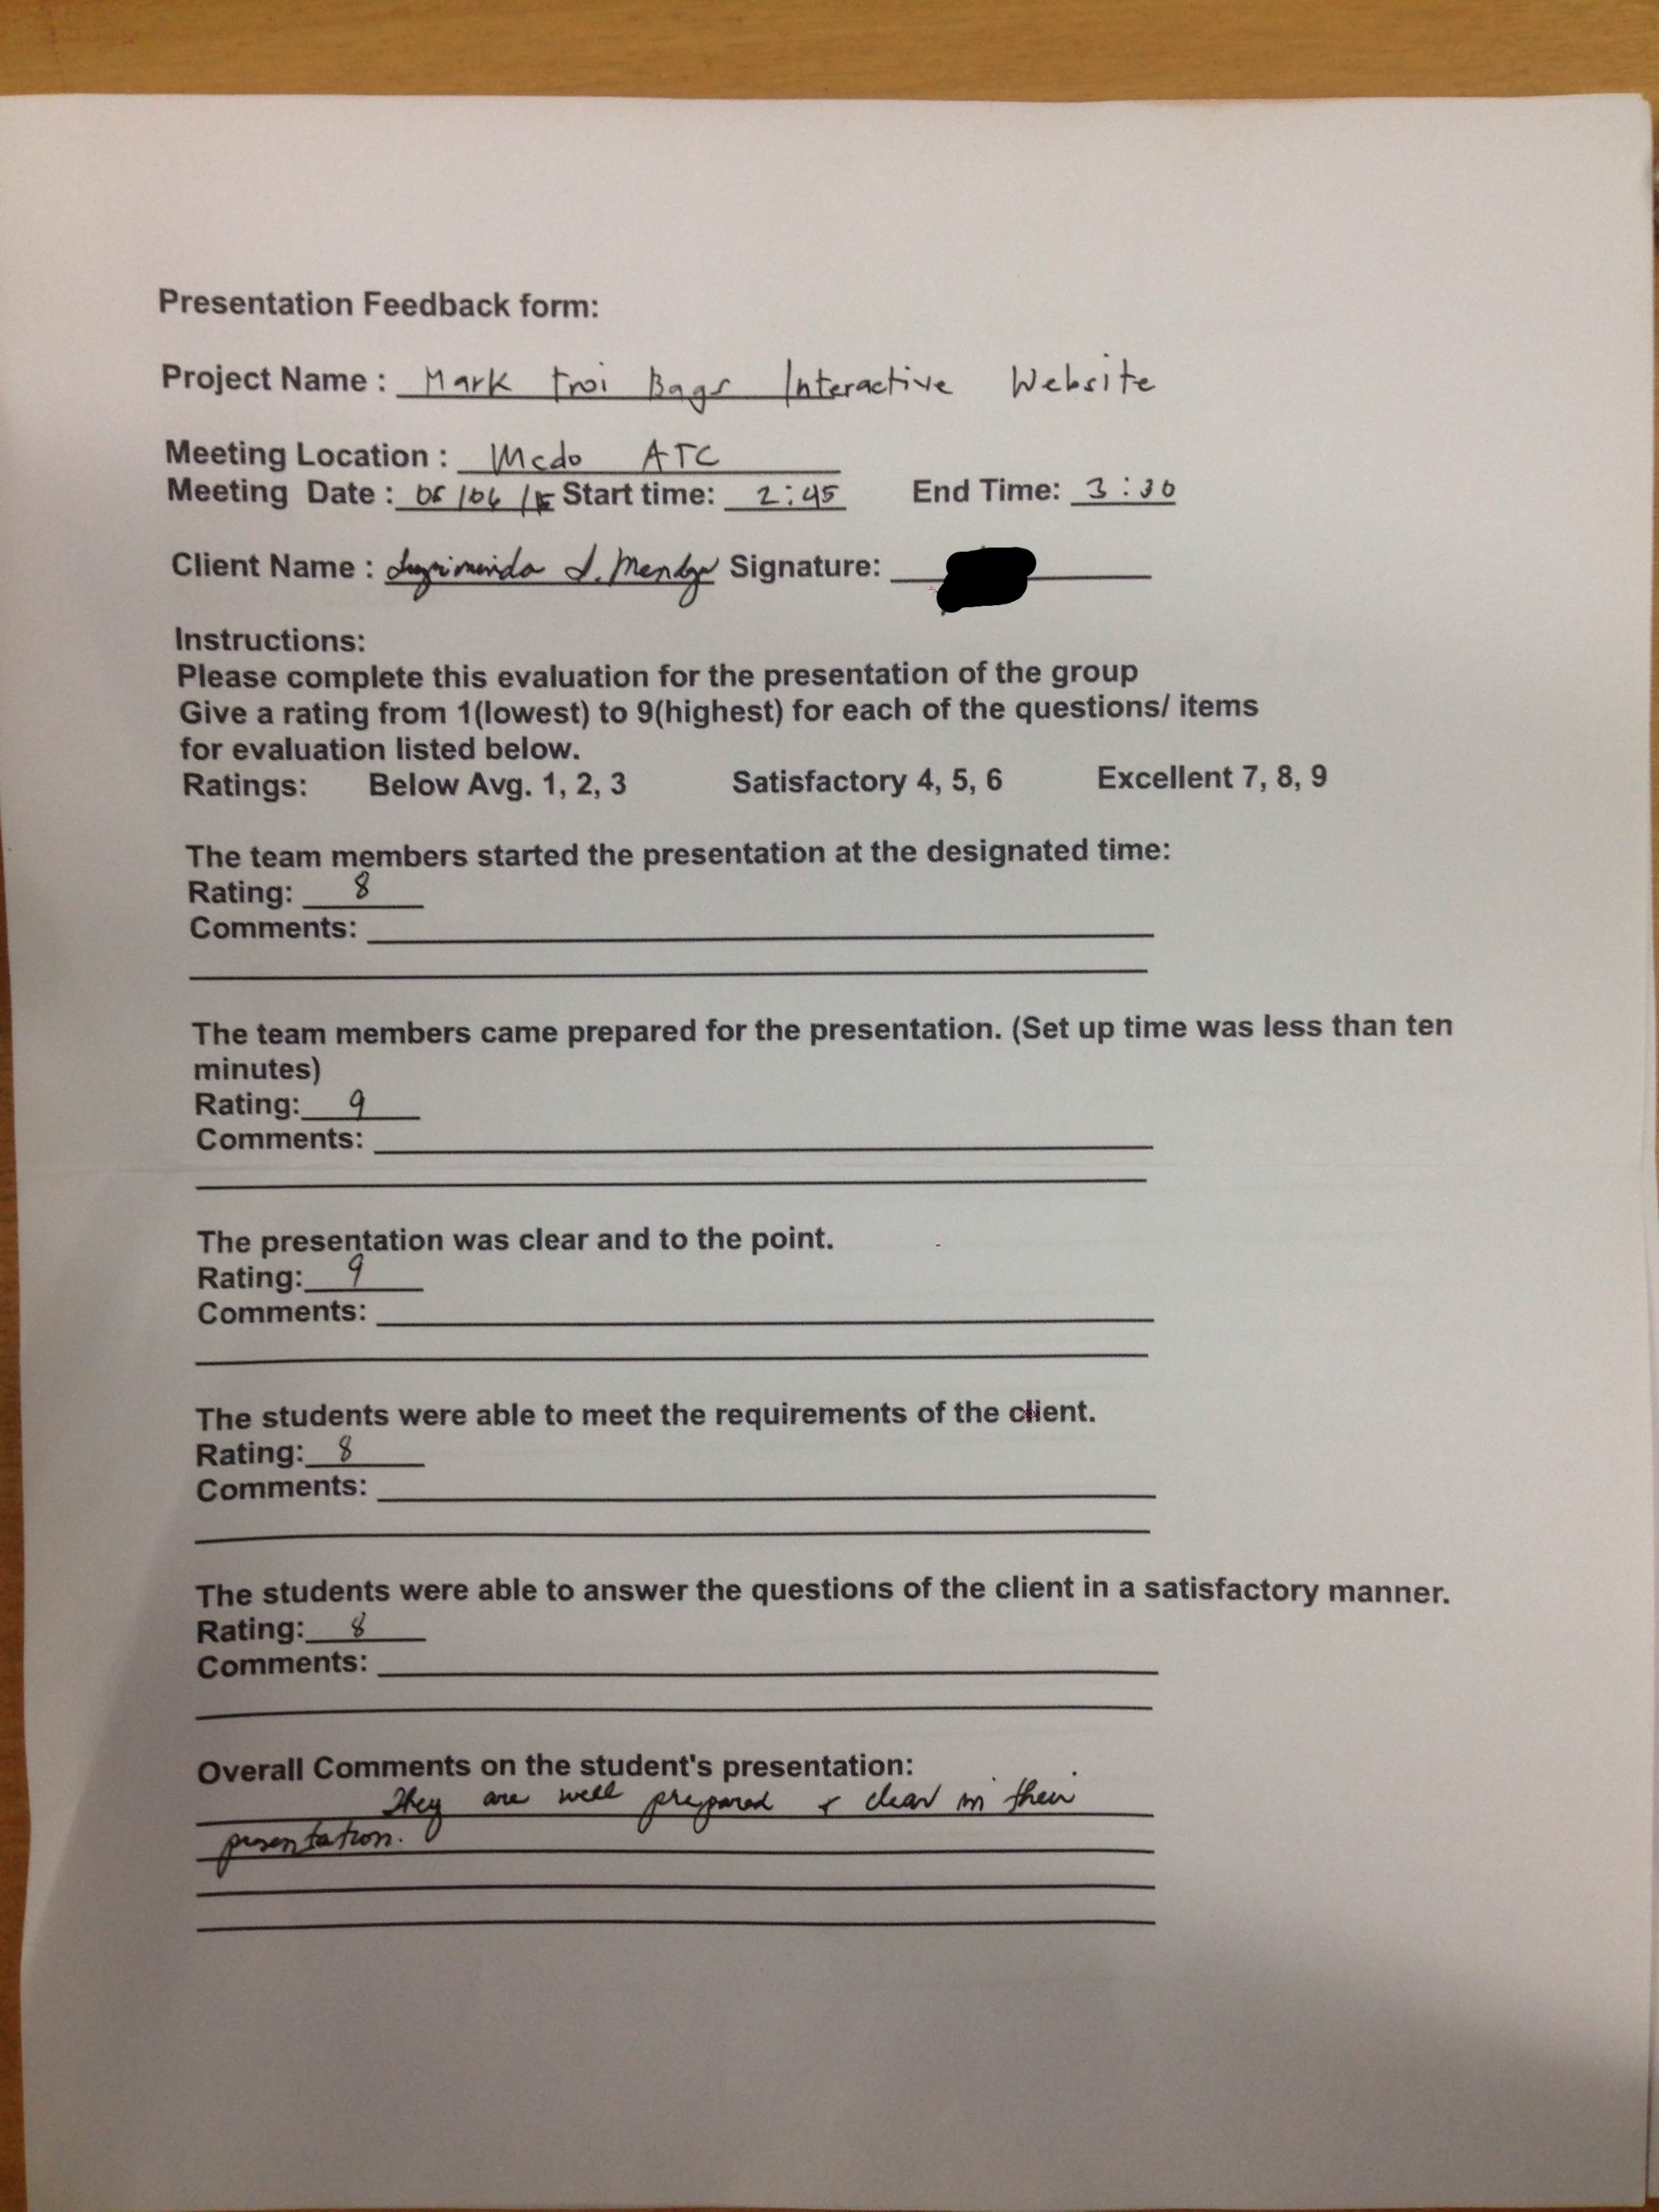 Presentation Feedback form:
Project Name : Mark Troi Bags Interactive Website
Meeting Location : Mcdo ATC
Meeting Date : /06 /15 Start time: 2:45 End Time: 3:30
Client Name : L. Signature:
Instructions:
Please complete this evaluation for the presentation of the group
Give a rating from 1(lowest) to 9(highest) for each of the questions/ items
for evaluation listed below.
Ratings: Below Avg. 1, 2, 3 Satisfactory 4, 5, 6 Excellent 7, 8, 9
The team members started the presentation at the designated time:
Rating: 8
Comments:
The team members came prepared for the presentation. (Set up time was less than ten
minutes)
Rating: 9
Comments:
The presentation was clear and to the point.
Rating: 9
Comments:
The students were able to meet the requirements of the client.
Rating: 8
Comments:
The students were able to answer the questions of the client in a satisfactory manner.
Rating: 8
Comments:
Overall Comments on the student's presentation:
They are well prepared & clear in their
presentation.